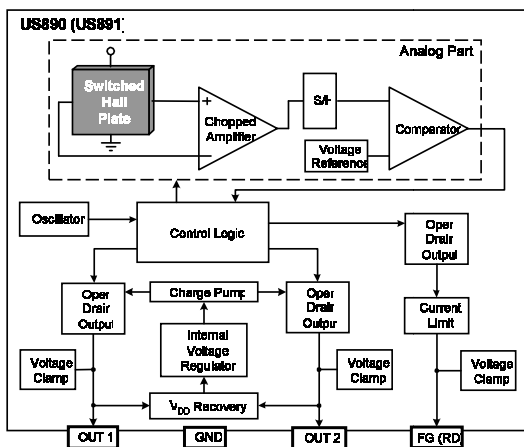 US890 (US891)
Analog Part
Switched
Hall
Plate
+
−
Chopped
Amplifier
S/H
Comparator
Voltage
Reference
Oscillator
Control Logic
Open
Drain
Output
Open
Drain
Output
Charge Pump
Open
Drain
Output
Current
Limit
Internal
Voltage
Regulator
Voltage
Clamp
Voltage
Clamp
Voltage
Clamp
VDD Recovery
OUT 1
GND
OUT 2
FG (RD)